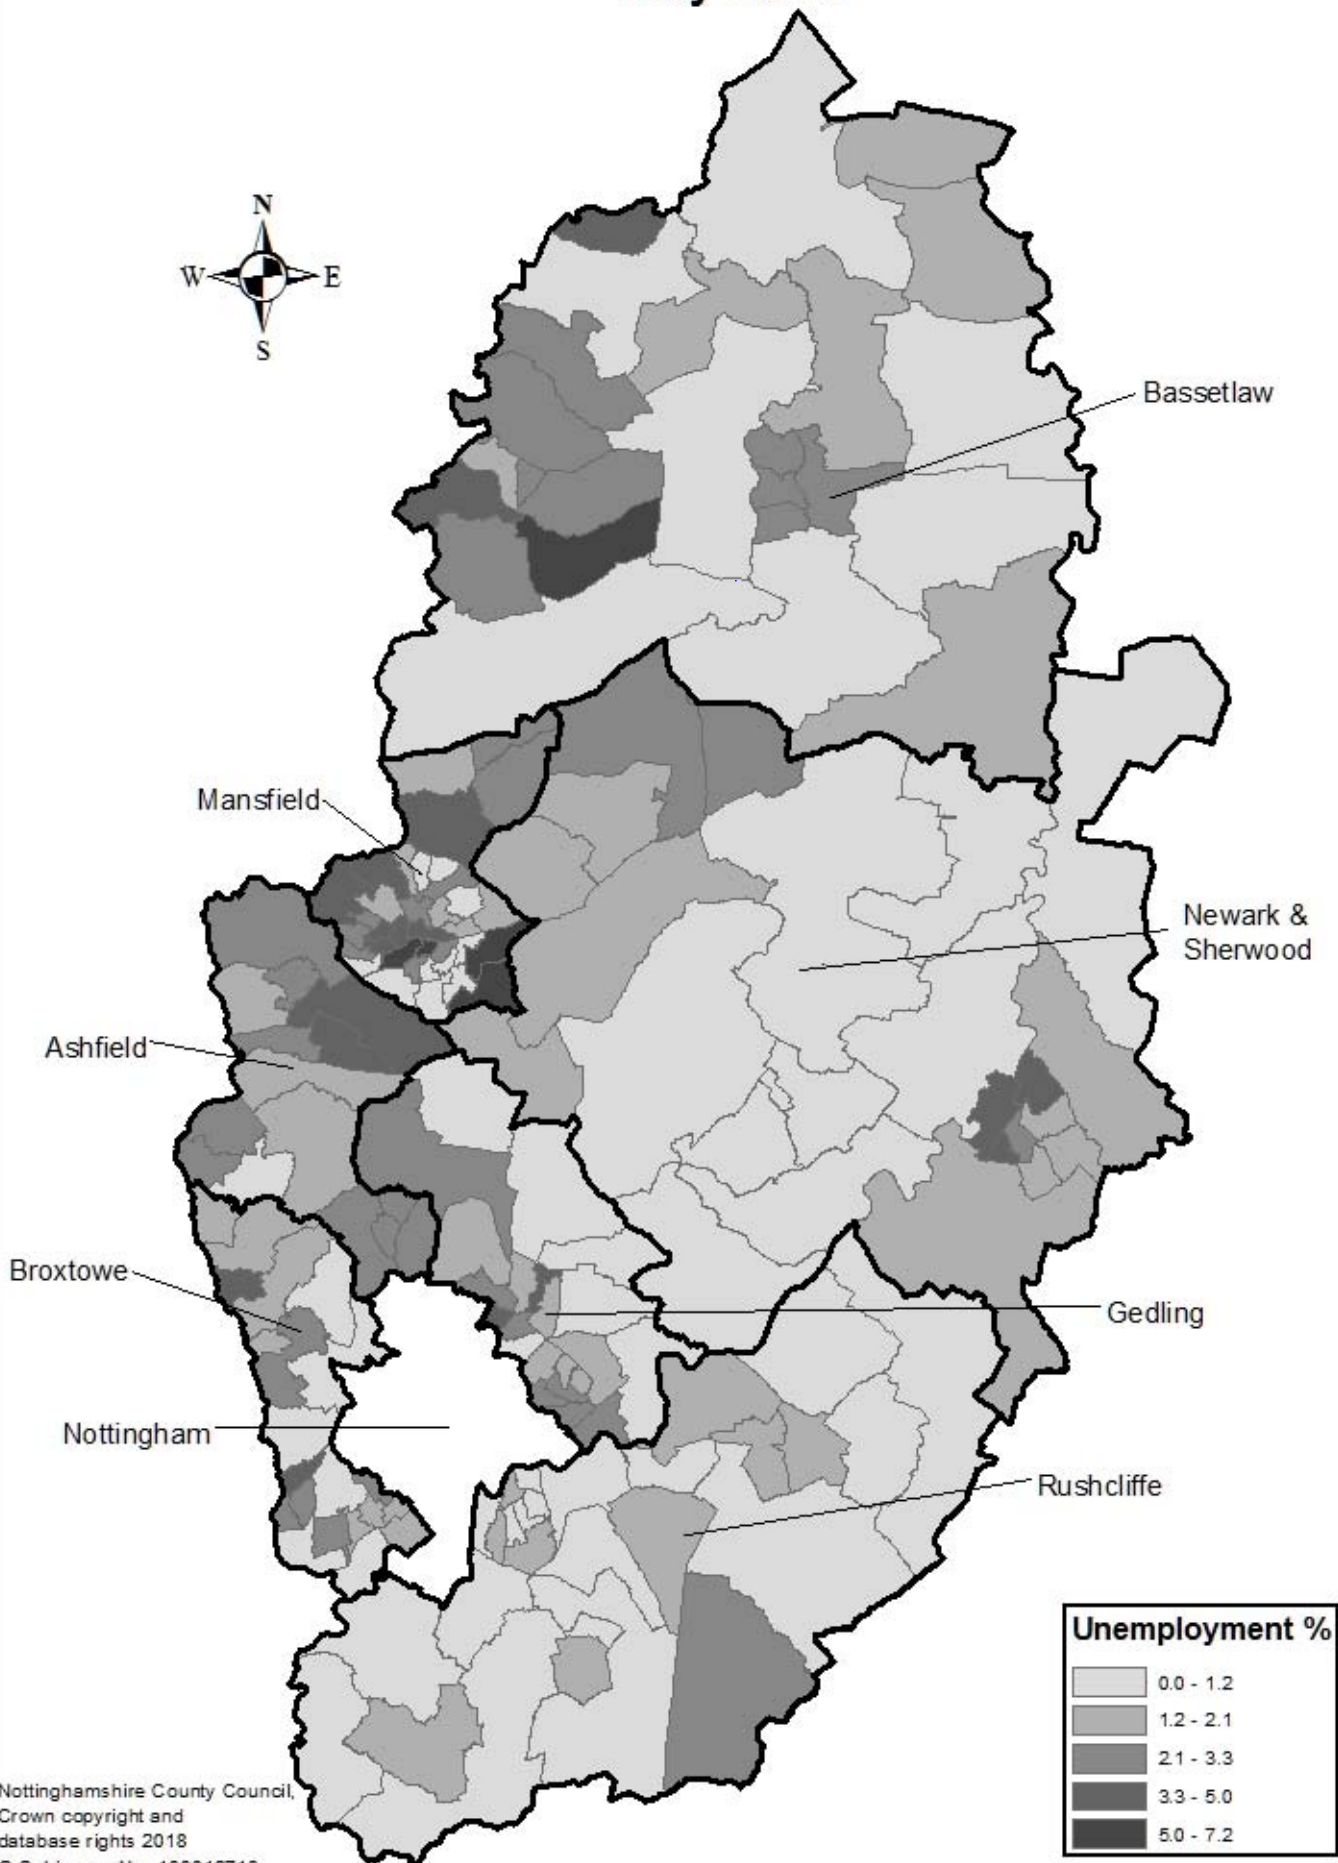 N
W E
S
Bassetlaw
Mansfield
Newark &
Sherwood
Ashfield
Broxtowe
Gedling
Nottingham
Rushcliffe
Unemployment %
0.0 - 1.2
1.2 - 2.1
2.1 - 3.3
3.3 - 5.0
5.0 - 7.2
Nottinghamshire County Council,
Crown copyright and
database rights 2018